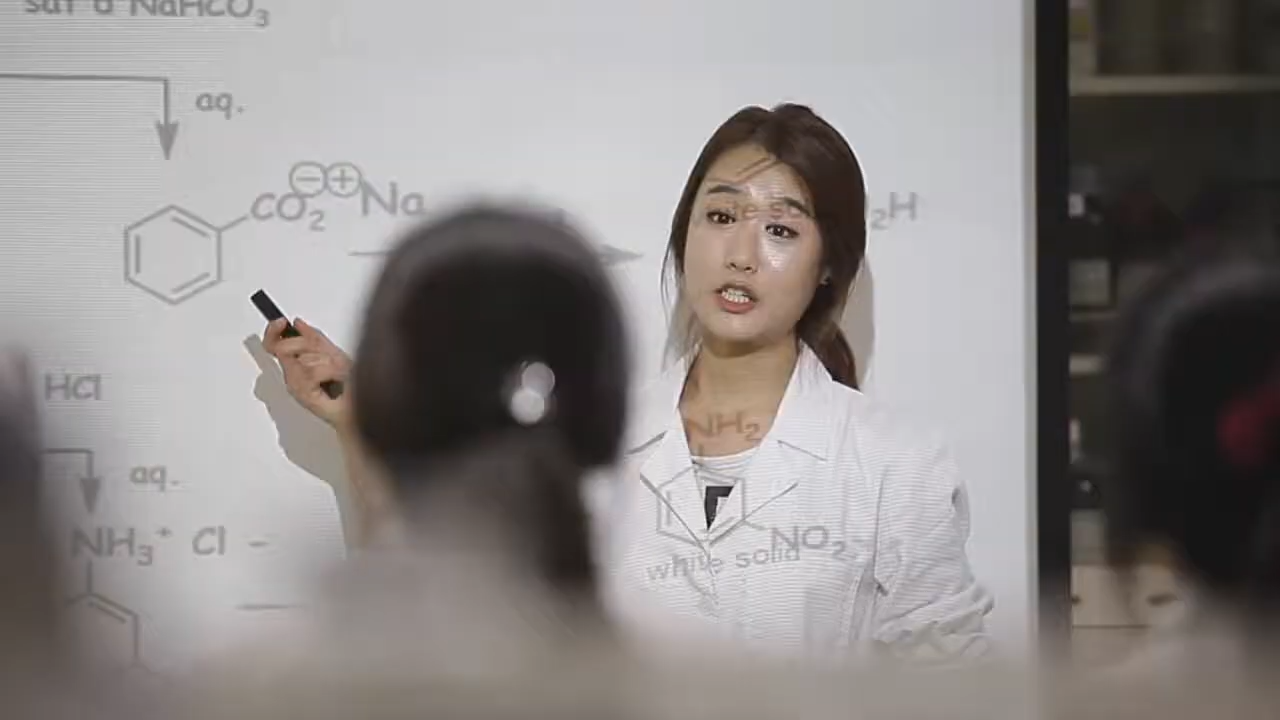 sat'd NaHCO3
aq.
CO2⊖⊕Na
2H
HCl
NH2
aq.
NO2
NH3+ Cl -
white solid